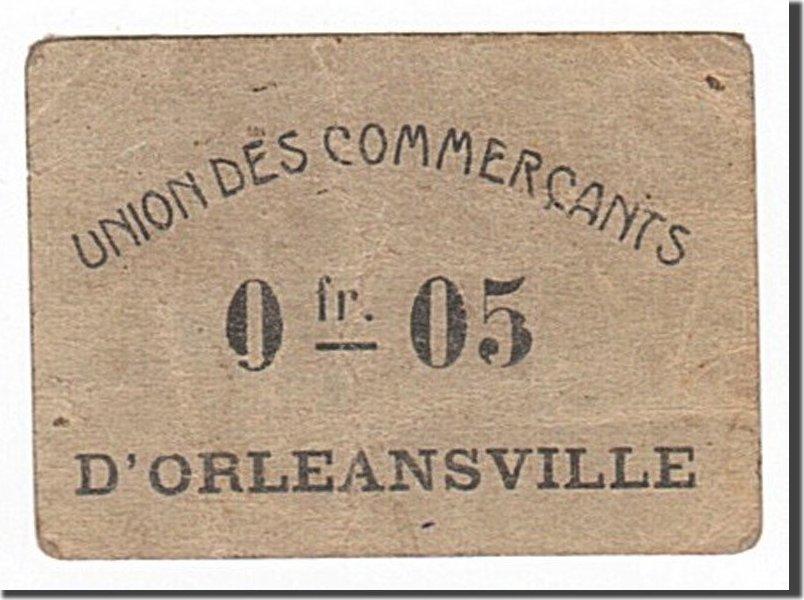 UNION DES COMMERÇANTS
0 fr. 05
D'ORLEANSVILLE